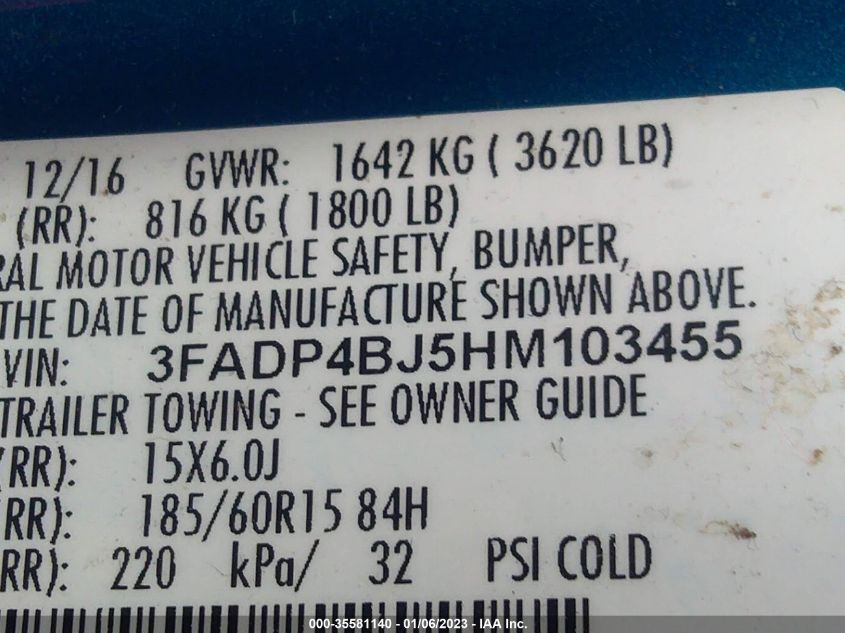 12/16 GVWR: 1642 KG ( 3620 LB)
(RR): 816 KG ( 1800 LB)
RAL MOTOR VEHICLE SAFETY, BUMPER,
THE DATE OF MANUFACTURE SHOWN ABOVE.
VIN: 3FADP4BJ5HM103455
TRAILER TOWING - SEE OWNER GUIDE
(RR): 15X6.0J
(RR): 185/60R15 84H
(RR): 220 kPa/ 32 PSI COLD
000-35581140 - 01/06/2023 - IAA Inc.